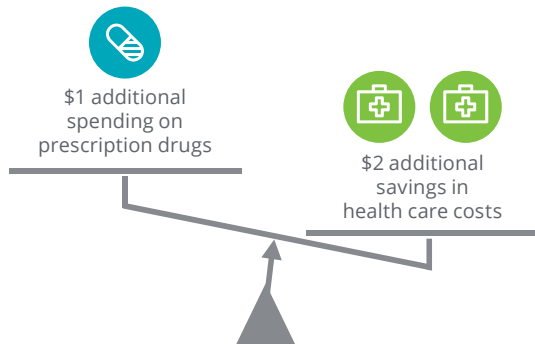 $1 additional
spending on
prescription drugs
$2 additional
savings in
health care costs